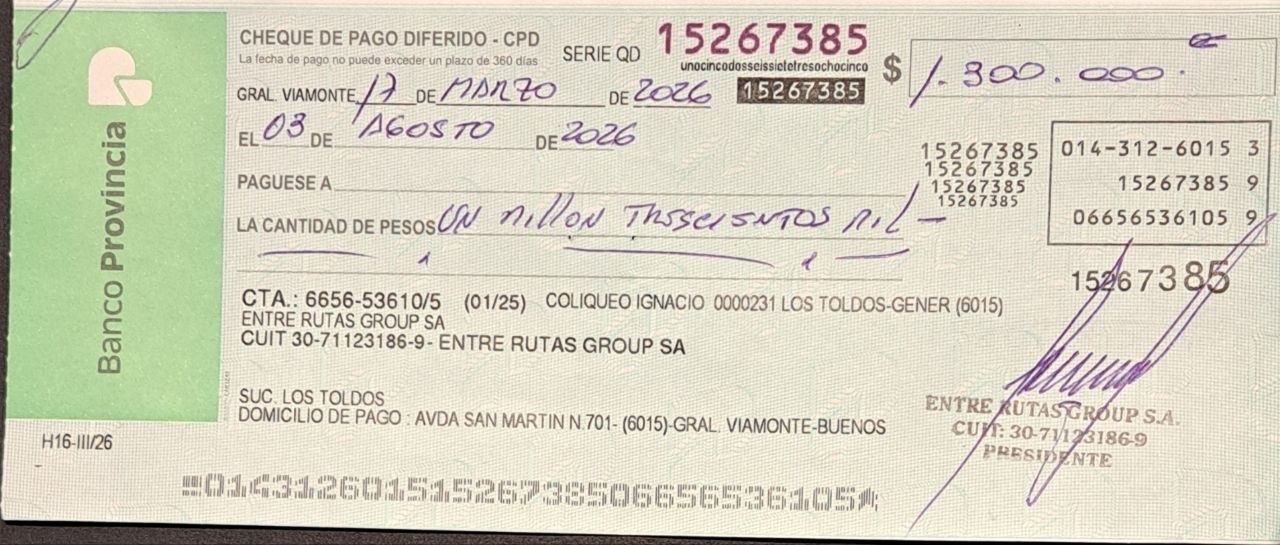 Banco Provincia
CHEQUE DE PAGO DIFERIDO - CPD
La fecha de pago no puede exceder un plazo de 360 días
SERIE QD 15267385
unocincodosseissietetresochocinco
15267385
$ 1.300.000.
GRAL. VIAMONTE, 17 DE MARZO DE 2026
EL 03 DE AGOSTO DE 2026
PAGUESE A
LA CANTIDAD DE PESOS UN MILLON TRESCIENTOS MIL
15267385
15267385
15267385
15267385
014-312-6015 3
15267385 9
06656536105 9
15267385
CTA.: 6656-53610/5 (01/25) COLIQUEO IGNACIO 0000231 LOS TOLDOS-GENER (6015)
ENTRE RUTAS GROUP SA
CUIT 30-71123186-9- ENTRE RUTAS GROUP SA
SUC. LOS TOLDOS
DOMICILIO DE PAGO : AVDA SAN MARTIN N.701- (6015)-GRAL. VIAMONTE-BUENOS
ENTRE RUTAS GROUP S.A.
CUIT: 30-71123186-9
PRESIDENTE
H16-III/26
01431260151526738506656536105